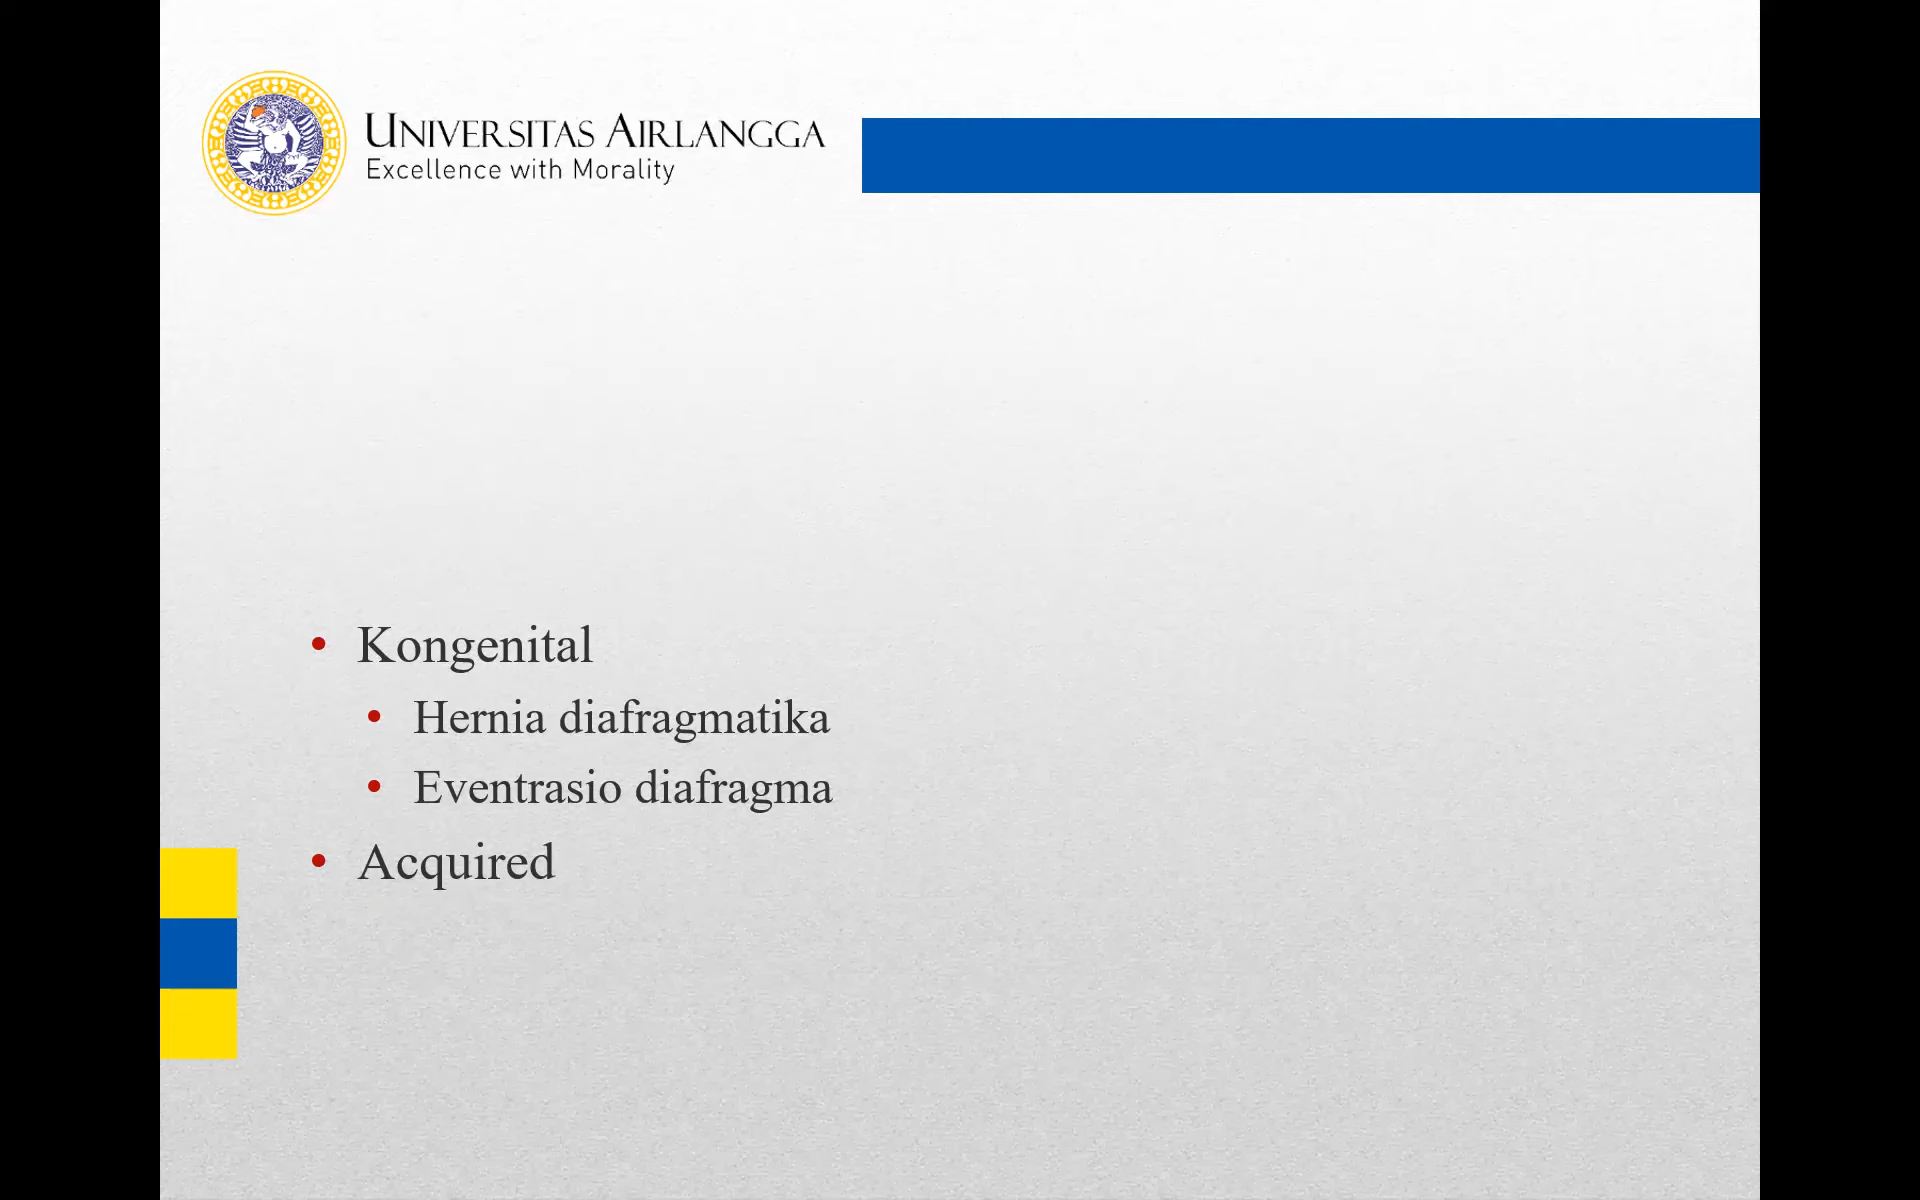 UNIVERSITAS AIRLANGGA
Excellence with Morality
• Kongenital
• Hernia diafragmatika
• Eventrasio diafragma
• Acquired